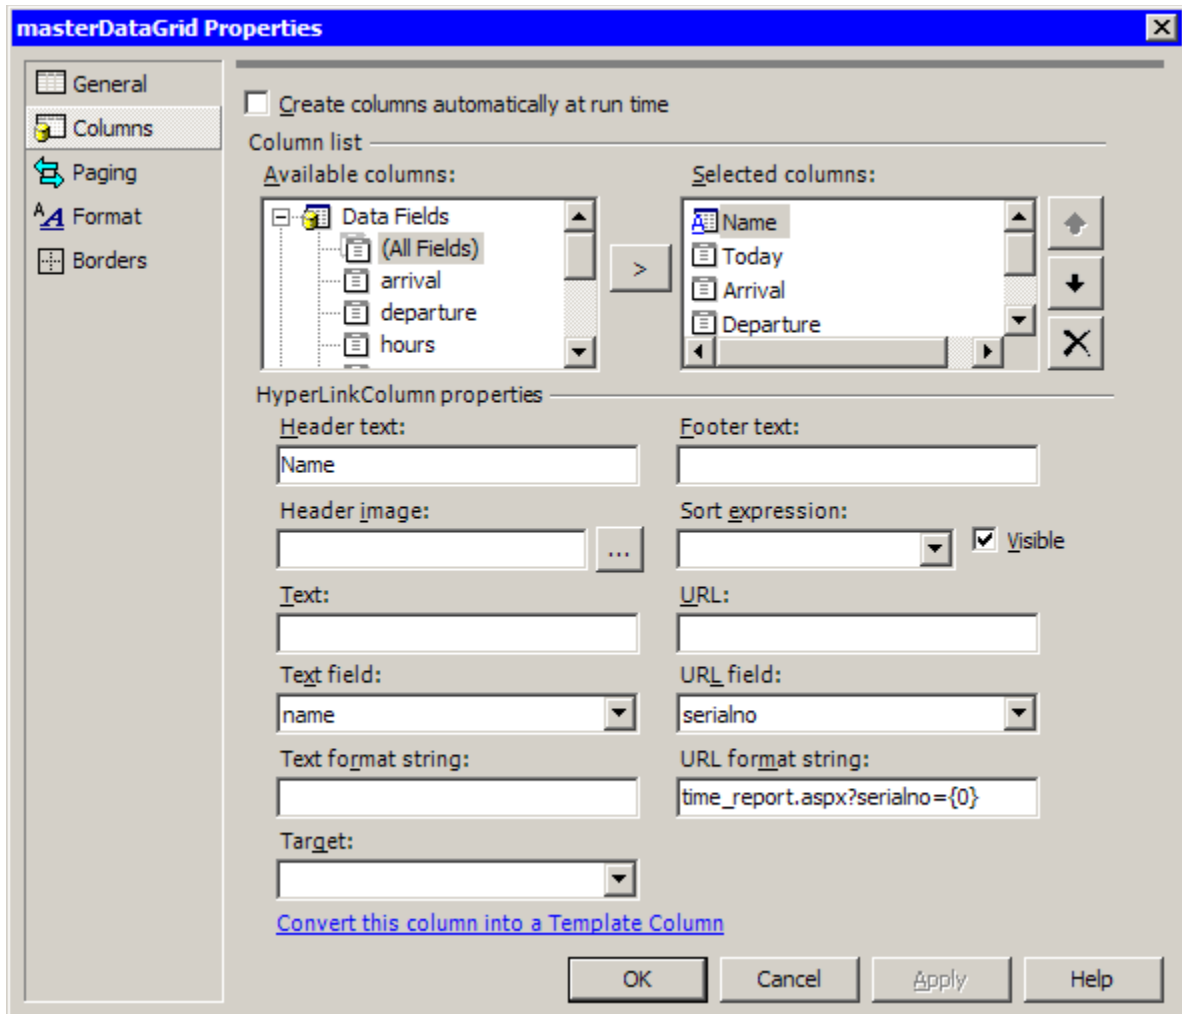 masterDataGrid Properties
General
Columns
Paging
Format
Borders
Create columns automatically at run time
Column list
Available columns:
Data Fields
(All Fields)
arrival
departure
hours
>
Selected columns:
Name
Today
Arrival
Departure
HyperLinkColumn properties
Header text:
Name
Footer text:
Header image:
...
Sort expression:
Visible
Text:
URL:
Text field:
name
URL field:
serialno
Text format string:
URL format string:
time_report.aspx?serialno={0}
Target:
Convert this column into a Template Column
OK Cancel Apply Help